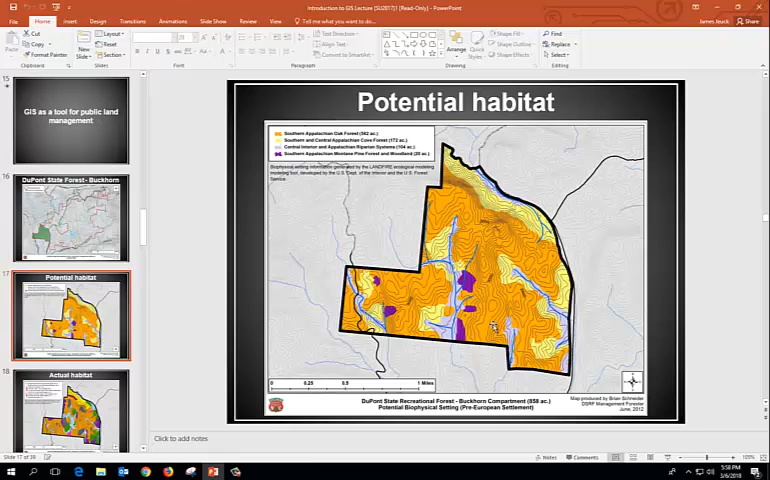 Introduction to GIS Lecture [SU2017]1 [Read-Only] - PowerPoint
File
Home
Insert
Design
Transitions
Animations
Slide Show
Review
View
Tell me what you want to do...
James Jeuck
Share
Paste
Cut
Copy
Format Painter
Clipboard
New Slide
Layout
Reset
Section
Slides
Font
Text Direction
Align Text
Convert to SmartArt
Paragraph
Arrange
Quick Styles
Shape Fill
Shape Outline
Shape Effects
Drawing
Find
Replace
Select
Editing
15
GIS as a tool for public land
management
16
DuPont State Forest - Buckhorn
17
Potential habitat
18
Actual habitat
Potential habitat
Southern Appalachian Oak Forest (562 ac.)
Southern and Central Appalachian Cove Forest (172 ac.)
Central Interior and Appalachian Riparian Systems (104 ac.)
Southern Appalachian Montane Pine Forest and Woodland (20 ac.)
Biophysical setting information generated by the LANDFIRE ecological modeling
modeling tool, developed by the U.S. Dept. of the Interior and the U.S. Forest
Service.
0 0.25 0.5 1 Miles
DuPont State Recreational Forest - Buckhorn Compartment (858 ac.)
Potential Biophysical Setting (Pre-European Settlement)
Map produced by Brian Schneider
DSRF Management Forester
June, 2012
Click to add notes
Slide 17 of 39
Notes
Comments
105%
5:58 PM
3/6/2018